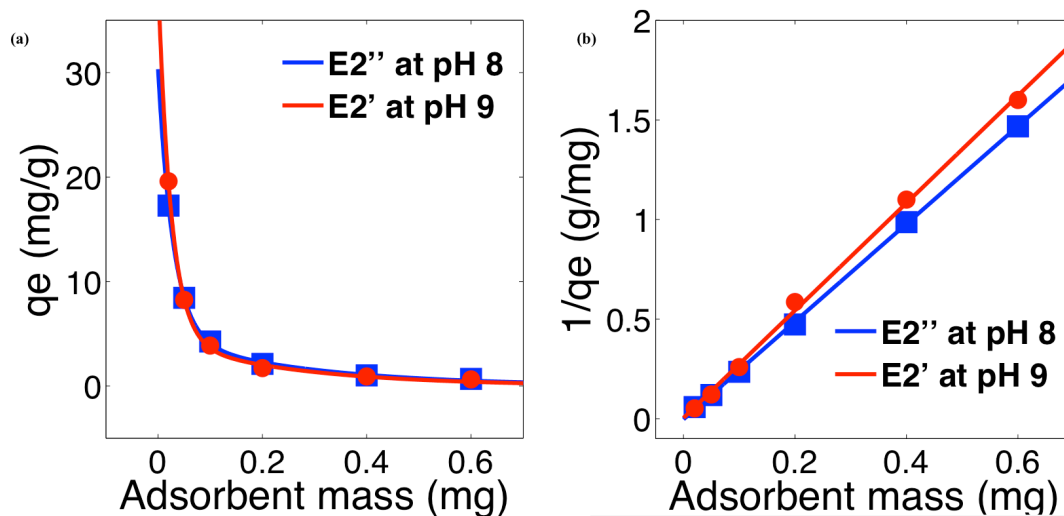 (a)
30
20
10
0
qe (mg/g)
E2'' at pH 8
E2' at pH 9
0 0.2 0.4 0.6
Adsorbent mass (mg)
(b)
2
1.5
1
0.5
0
1/qe (g/mg)
E2'' at pH 8
E2' at pH 9
0 0.2 0.4 0.6
Adsorbent mass (mg)